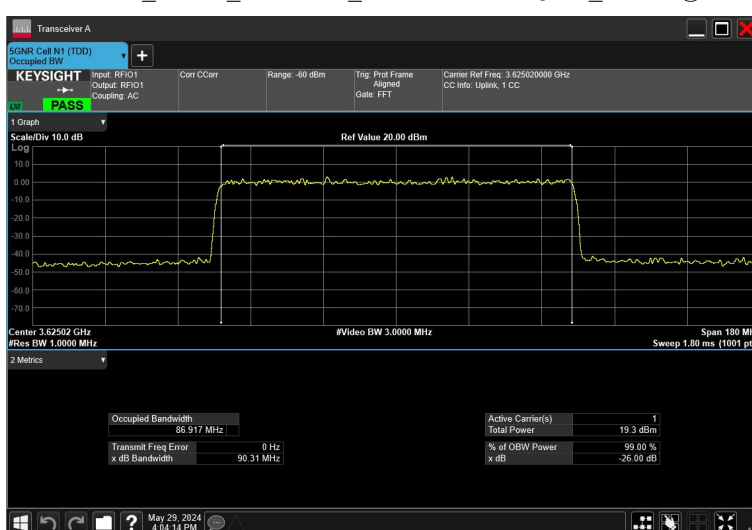 Transceiver A
5GNR Cell N1 (TDD)
Occupied BW
KEYSIGHT
Input: RFIO1
Output: RFIO1
Coupling: AC
Corr CCorr
Range: -60 dBm
Trig: Prot Frame
Aligned
Gate: FFT
Carrier Ref Freq: 3.625020000 GHz
CC Info: Uplink, 1 CC
LXI
PASS
1 Graph
Scale/Div 10.0 dB
Ref Value 20.00 dBm
Log
10.0
0.00
-10.0
-20.0
-30.0
-40.0
-50.0
-60.0
-70.0
Center 3.62502 GHz
#Video BW 3.0000 MHz
Span 180 MH
#Res BW 1.0000 MHz
Sweep 1.80 ms (1001 pt
2 Metrics
Occupied Bandwidth
86.917 MHz
Active Carrier(s) 1
Total Power 19.3 dBm
Transmit Freq Error 0 Hz
x dB Bandwidth 90.31 MHz
% of OBW Power 99.00 %
x dB -26.00 dB
?
May 29, 2024
4:04:14 PM